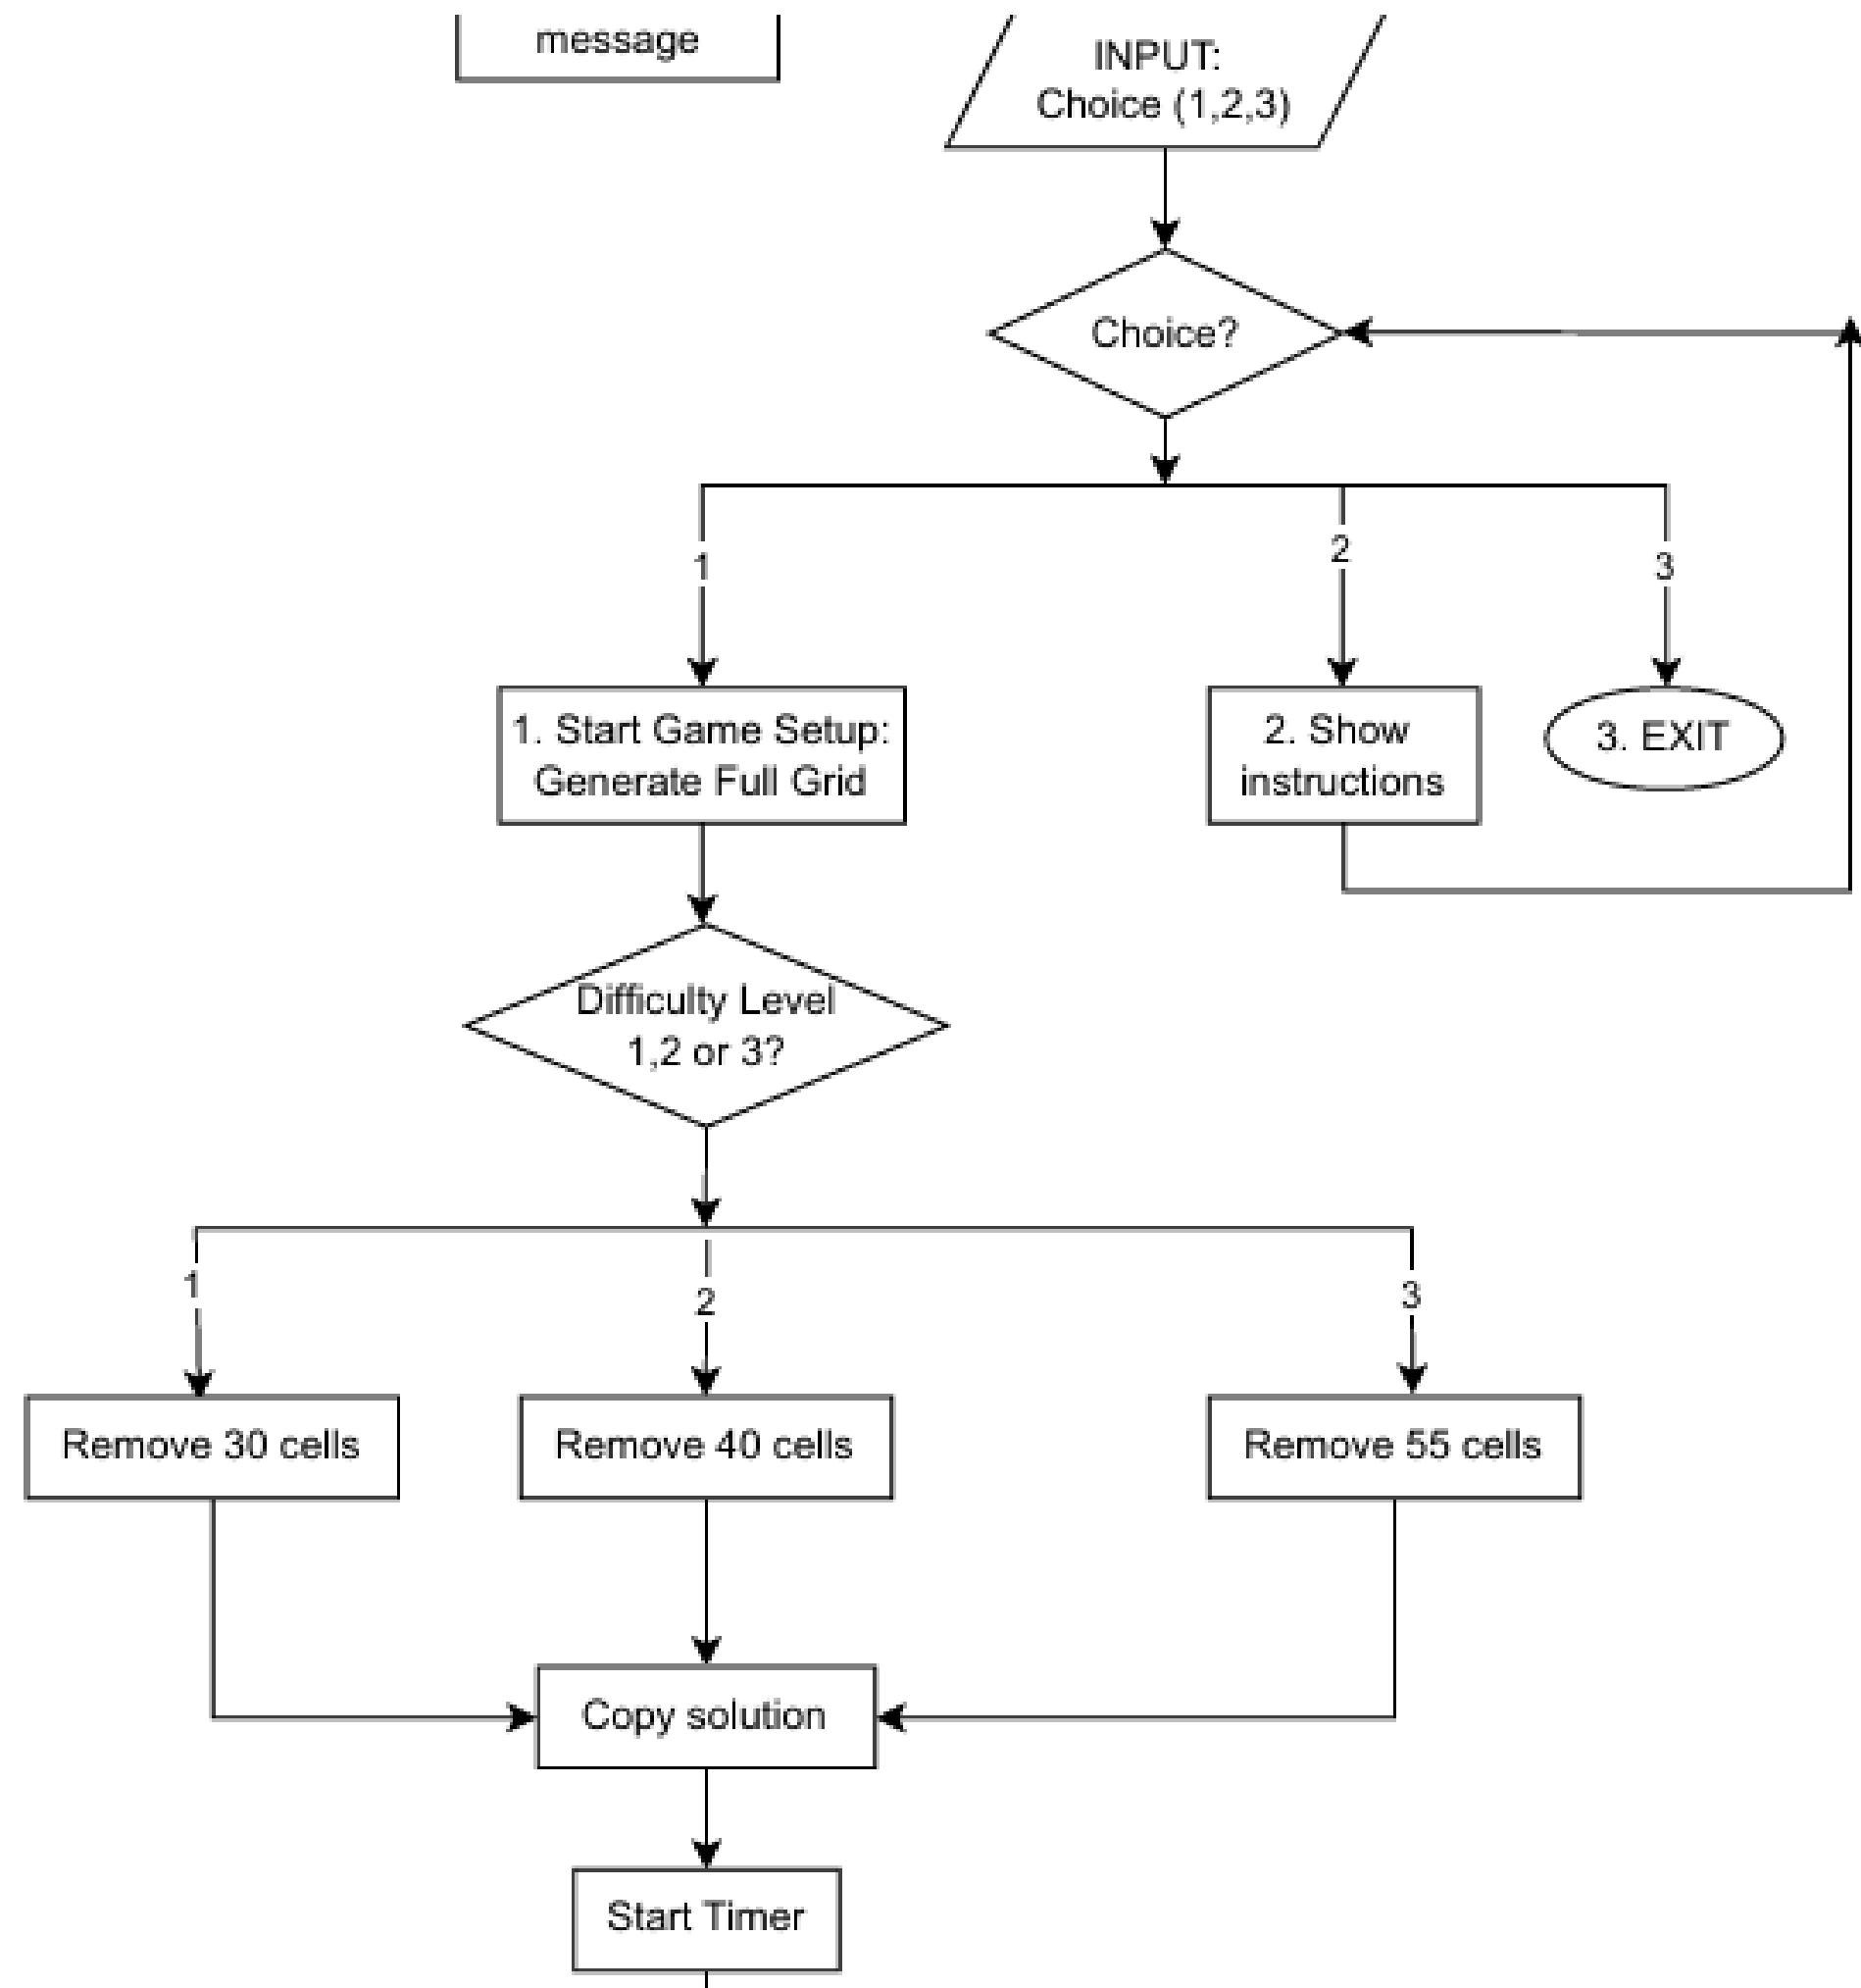 message
INPUT:
Choice (1,2,3)
Choice?
1
2
3
1. Start Game Setup:
Generate Full Grid
2. Show
instructions
3. EXIT
Difficulty Level
1,2 or 3?
1
2
3
Remove 30 cells
Remove 40 cells
Remove 55 cells
Copy solution
Start Timer